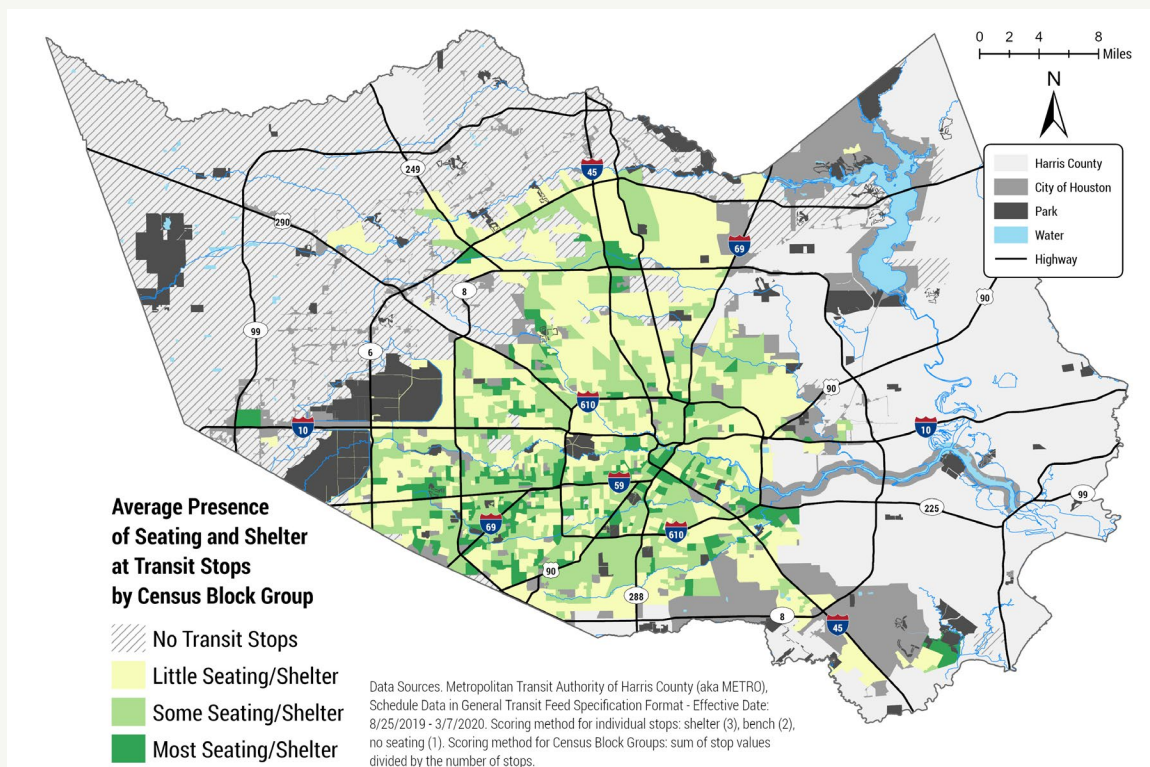 0 2 4 8
Miles
N
Harris County
City of Houston
Park
Water
Highway
45
249
290
69
8
90
99
6
90
610
10
10
59
99
69
225
610
90
288
8
45
Average Presence
of Seating and Shelter
at Transit Stops
by Census Block Group
No Transit Stops
Little Seating/Shelter
Some Seating/Shelter
Most Seating/Shelter
Data Sources. Metropolitan Transit Authority of Harris County (aka METRO),
Schedule Data in General Transit Feed Specification Format - Effective Date:
8/25/2019 - 3/7/2020. Scoring method for individual stops: shelter (3), bench (2),
no seating (1). Scoring method for Census Block Groups: sum of stop values
divided by the number of stops.